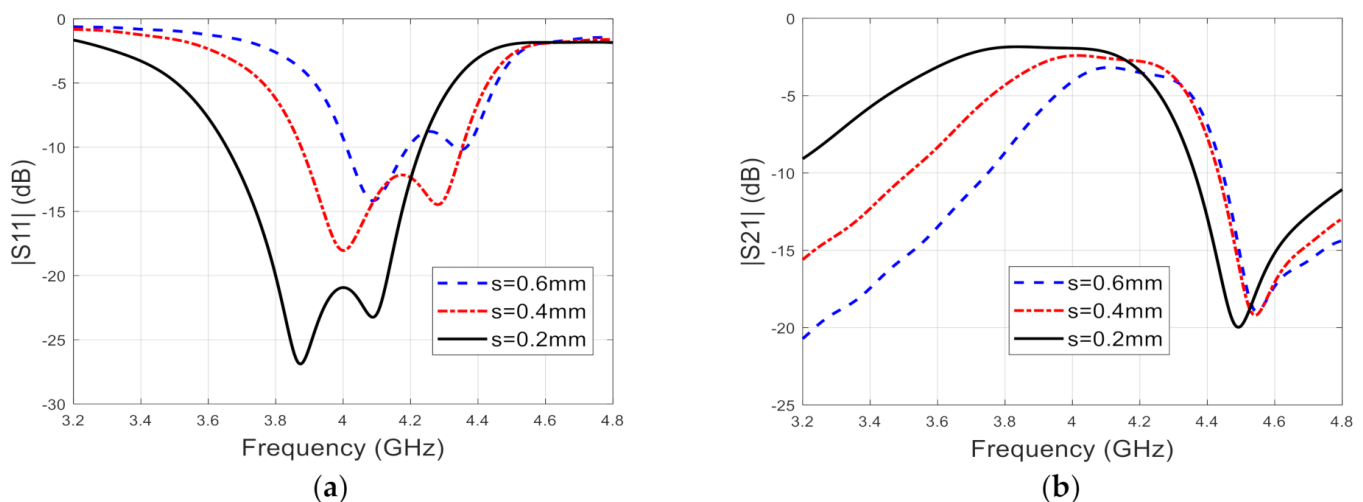 0
-5
-10
-15
-20
-25
-30
|S11| (dB)
s=0.6mm
s=0.4mm
s=0.2mm
3.2 3.4 3.6 3.8 4 4.2 4.4 4.6 4.8
Frequency (GHz)
(a)
0
-5
-10
-15
-20
-25
|S21| (dB)
s=0.6mm
s=0.4mm
s=0.2mm
3.2 3.4 3.6 3.8 4 4.2 4.4 4.6 4.8
Frequency (GHz)
(b)